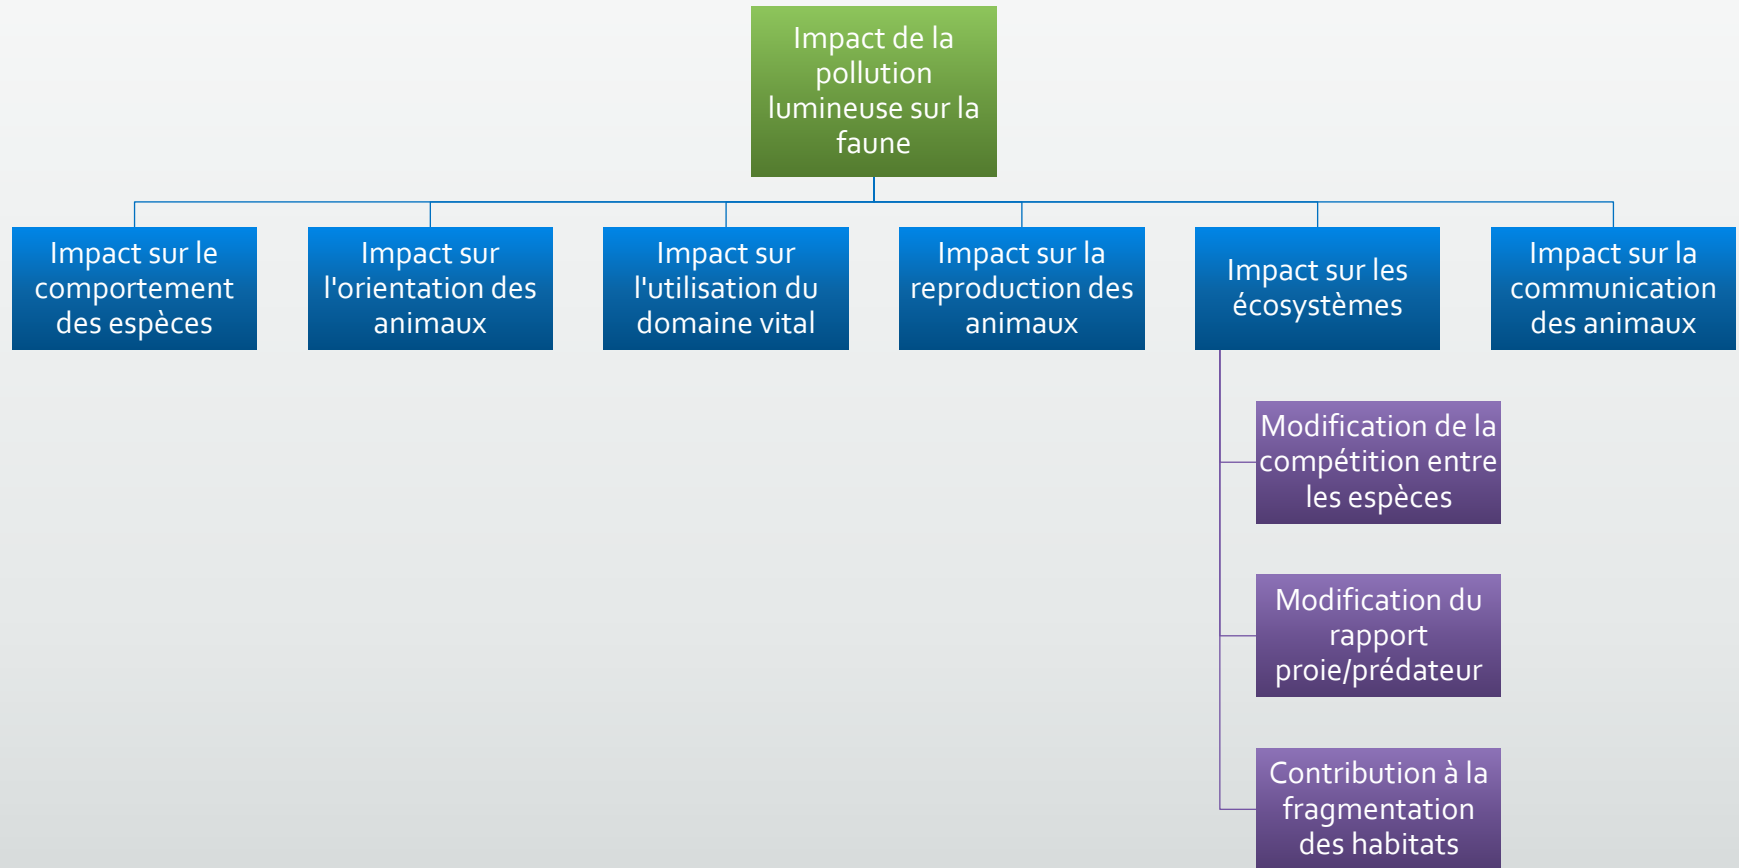 Impact de la
pollution
lumineuse sur la
faune
Impact sur le
comportement
des espèces
Impact sur
l'orientation des
animaux
Impact sur
l'utilisation du
domaine vital
Impact sur la
reproduction des
animaux
Impact sur les
écosystèmes
Impact sur la
communication
des animaux
Modification de la
compétition entre
les espèces
Modification du
rapport
proie/prédateur
Contribution à la
fragmentation
des habitats